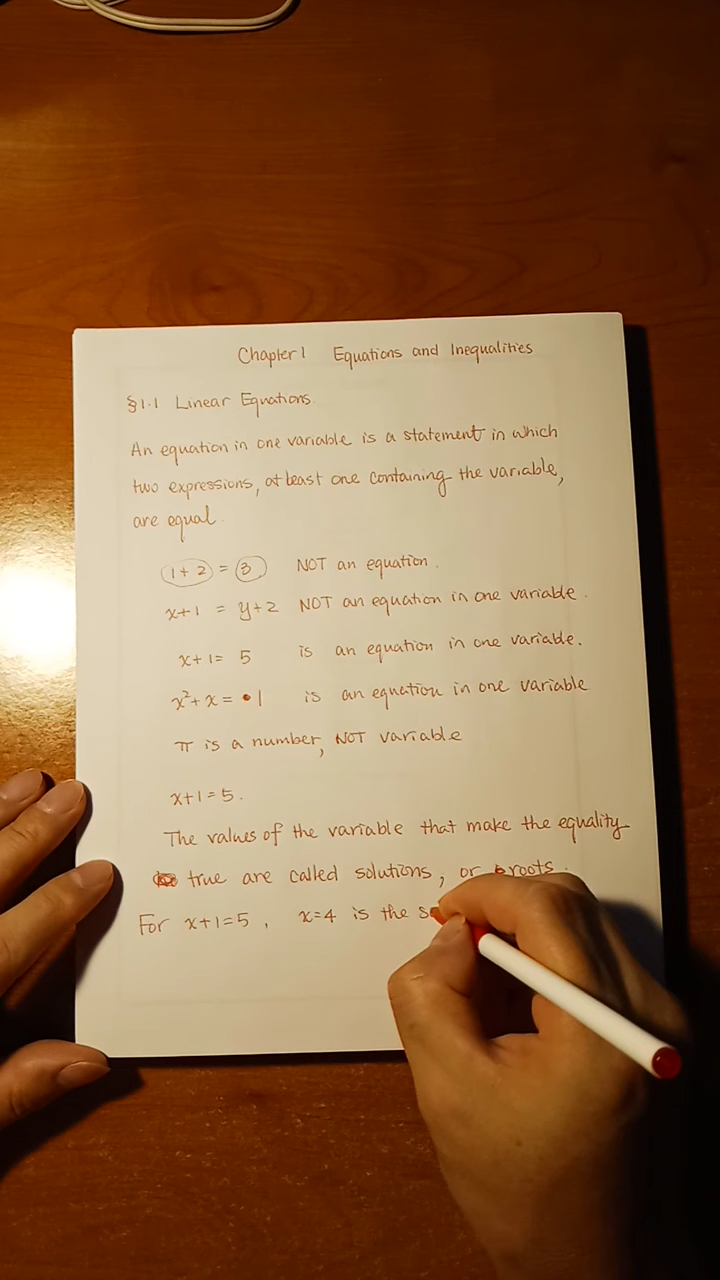 Chapter 1 Equations and Inequalities
§1.1 Linear Equations.
An equation in one variable is a statement in which
two expressions, at least one containing the variable,
are equal.
1+2 = 3 NOT an equation.
x+1 = y+2 NOT an equation in one variable.
x+1= 5 is an equation in one variable.
x²+x = 1 is an equation in one variable
π is a number, NOT variable
x+1=5.
The values of the variable that make the equality
true are called solutions, or roots.
For x+1=5, x=4 is the s